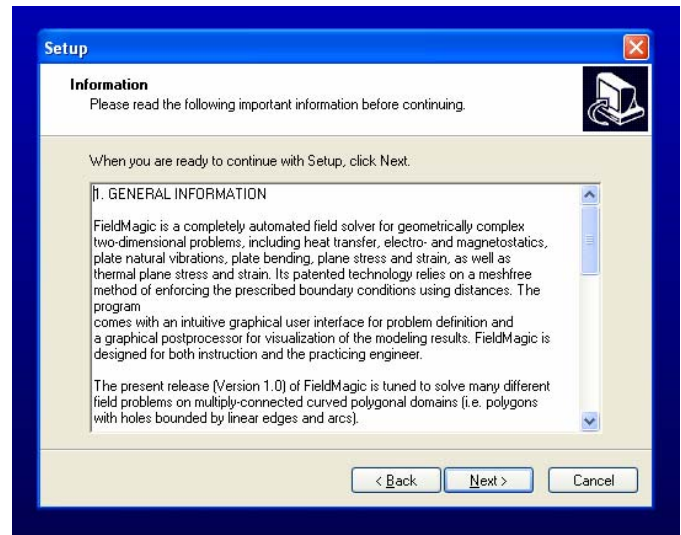 Setup
Information
Please read the following important information before continuing.
When you are ready to continue with Setup, click Next.
1. GENERAL INFORMATION
FieldMagic is a completely automated field solver for geometrically complex
two-dimensional problems, including heat transfer, electro- and magnetostatics,
plate natural vibrations, plate bending, plane stress and strain, as well as
thermal plane stress and strain. Its patented technology relies on a meshfree
method of enforcing the prescribed boundary conditions using distances. The
program
comes with an intuitive graphical user interface for problem definition and
a graphical postprocessor for visualization of the modeling results. FieldMagic is
designed for both instruction and the practicing engineer.
The present release (Version 1.0) of FieldMagic is tuned to solve many different
field problems on multiply-connected curved polygonal domains (i.e. polygons
with holes bounded by linear edges and arcs).
< Back Next > Cancel